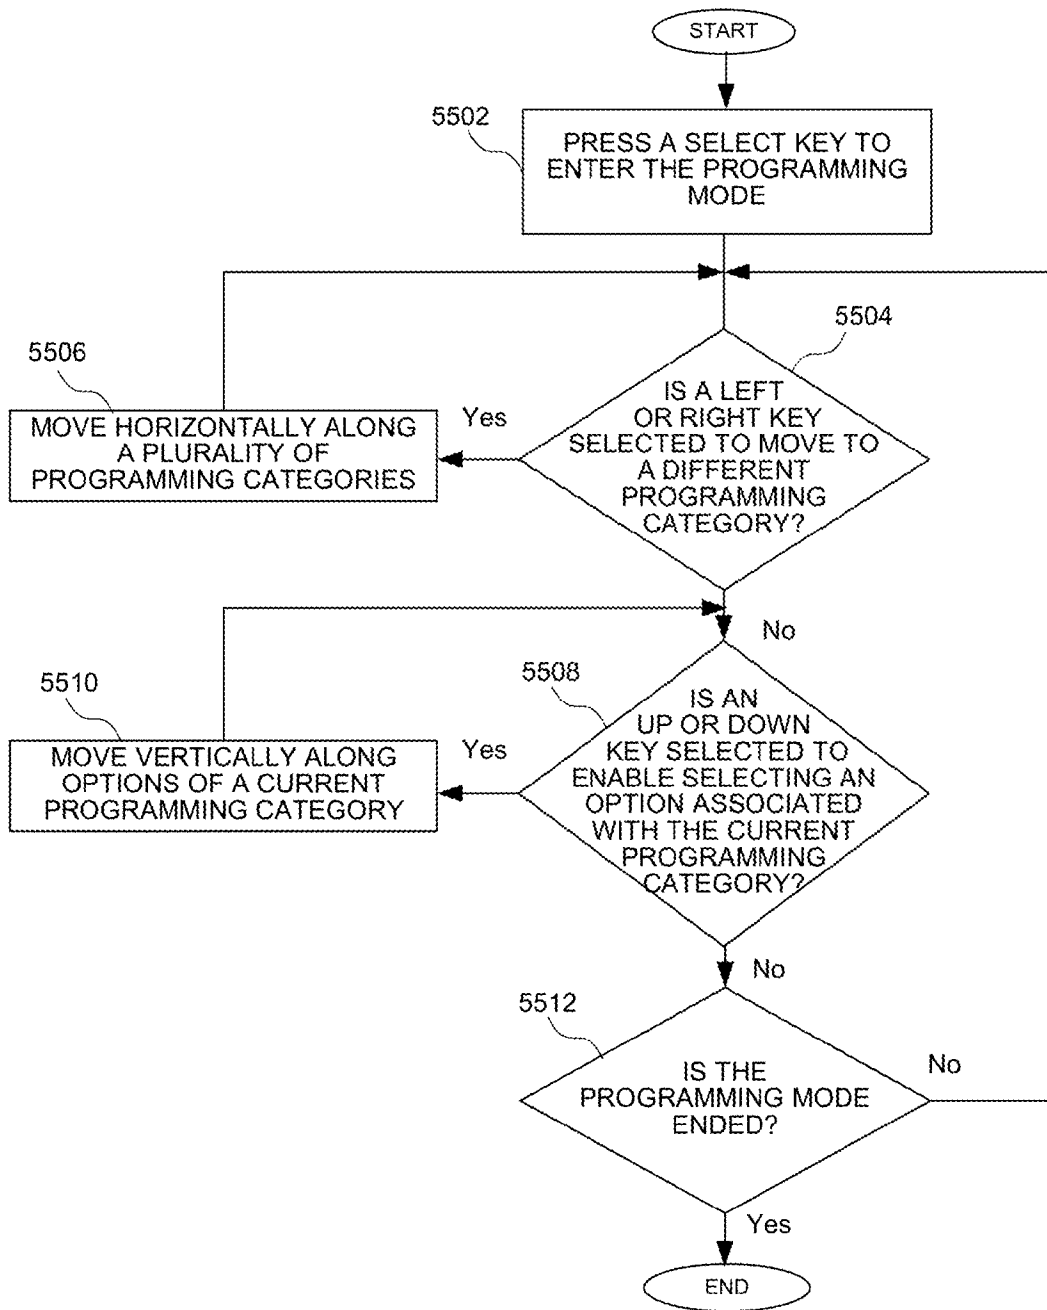 START
5502
PRESS A SELECT KEY TO
ENTER THE PROGRAMMING
MODE
5504
IS A LEFT
OR RIGHT KEY
SELECTED TO MOVE TO
A DIFFERENT
PROGRAMMING
CATEGORY?
Yes
5506
MOVE HORIZONTALLY ALONG
A PLURALITY OF
PROGRAMMING CATEGORIES
No
5508
IS AN
UP OR DOWN
KEY SELECTED TO
ENABLE SELECTING AN
OPTION ASSOCIATED
WITH THE CURRENT
PROGRAMMING
CATEGORY?
Yes
5510
MOVE VERTICALLY ALONG
OPTIONS OF A CURRENT
PROGRAMMING CATEGORY
No
5512
IS THE
PROGRAMMING MODE
ENDED?
No
Yes
END